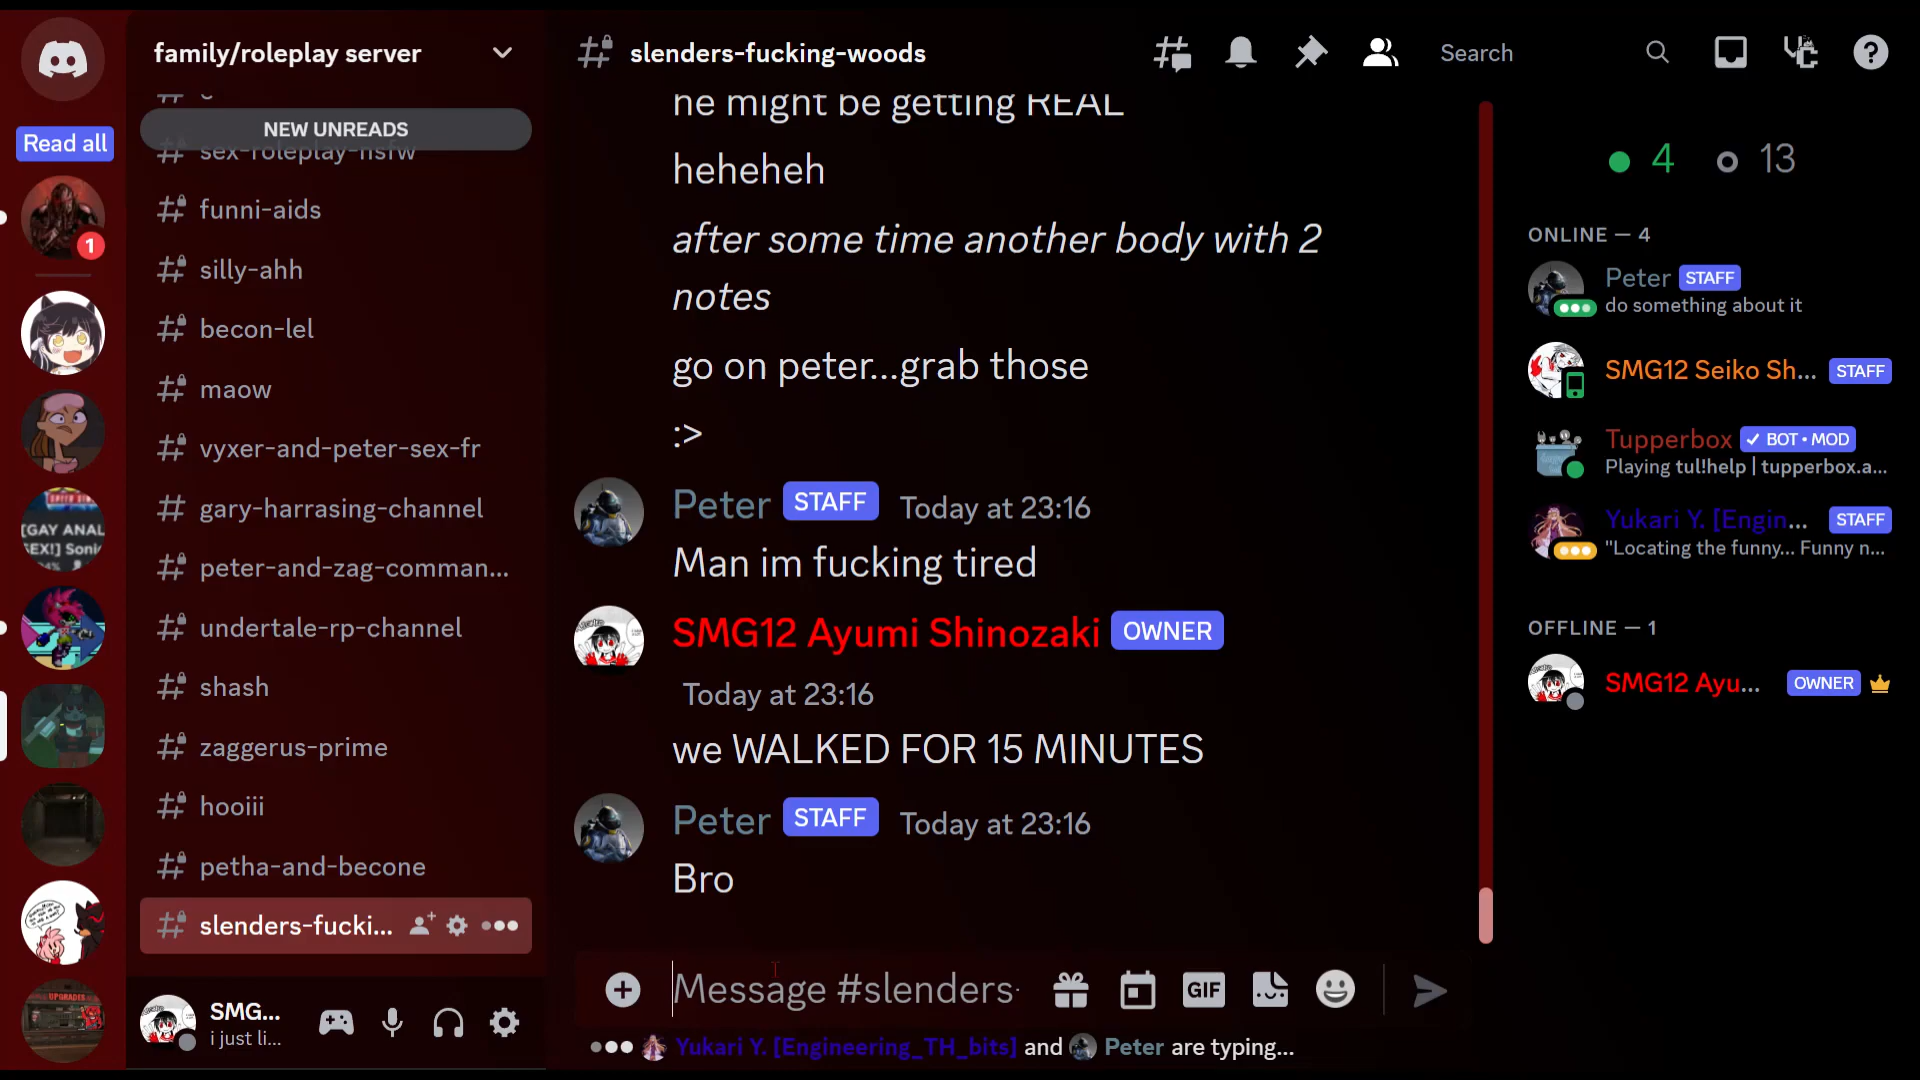 family/roleplay server
NEW UNREADS
sex-roleplay-nsfw
funni-aids
silly-ahh
becon-lel
maow
vyxer-and-peter-sex-fr
gary-harrasing-channel
peter-and-zag-comman...
undertale-rp-channel
shash
zaggerus-prime
hooiii
petha-and-becone
slenders-fucki...
SMG...
i just li...
Read all
1
[GAY ANAL
SEX!] Soni
UPGRADES
slenders-fucking-woods
Search
he might be getting REAL
heheheh
after some time another body with 2
notes
go on peter...grab those
:>
Peter STAFF Today at 23:16
Man im fucking tired
SMG12 Ayumi Shinozaki OWNER
Today at 23:16
we WALKED FOR 15 MINUTES
Peter STAFF Today at 23:16
Bro
Message #slenders-
GIF
Yukari Y. [Engineering_TH_bits] and Peter are typing...
4 13
ONLINE — 4
Peter STAFF
do something about it
SMG12 Seiko Sh... STAFF
Tupperbox ✓ BOT • MOD
Playing tul!help | tupperbox.a...
Yukari Y. [Engin... STAFF
"Locating the funny... Funny n...
OFFLINE — 1
SMG12 Ayu... OWNER